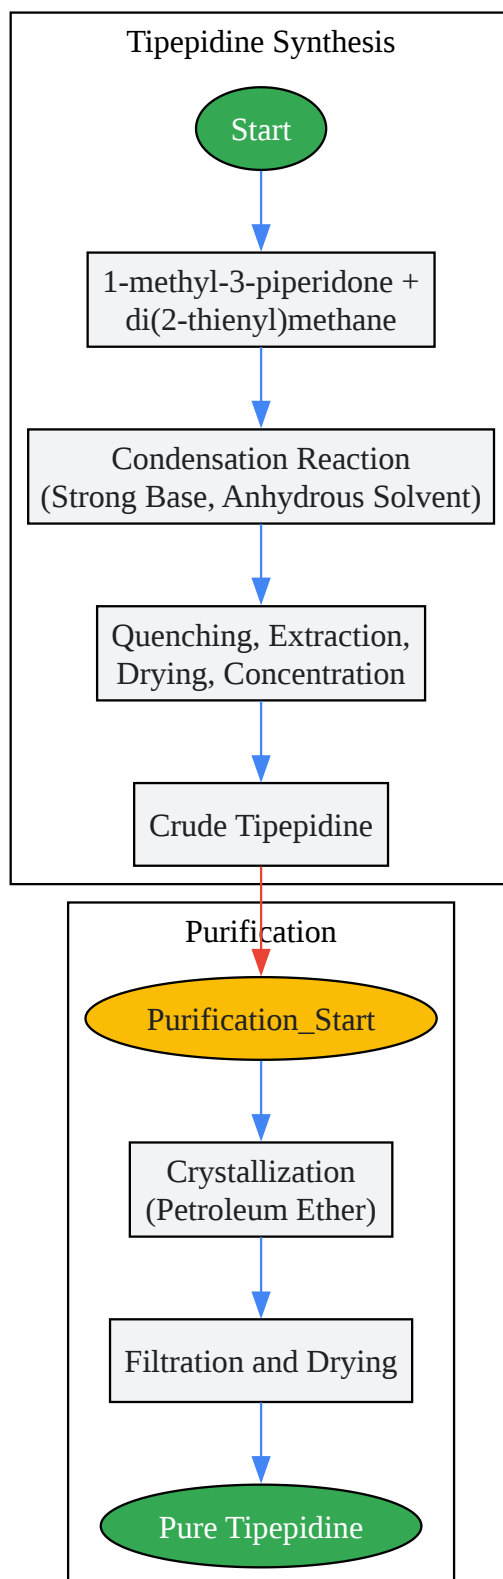 Tipepidine Synthesis
Start
1-methyl-3-piperidone +
di(2-thienyl)methane
Condensation Reaction
(Strong Base, Anhydrous Solvent)
Quenching, Extraction,
Drying, Concentration
Crude Tipepidine
Purification
Purification_Start
Crystallization
(Petroleum Ether)
Filtration and Drying
Pure Tipepidine